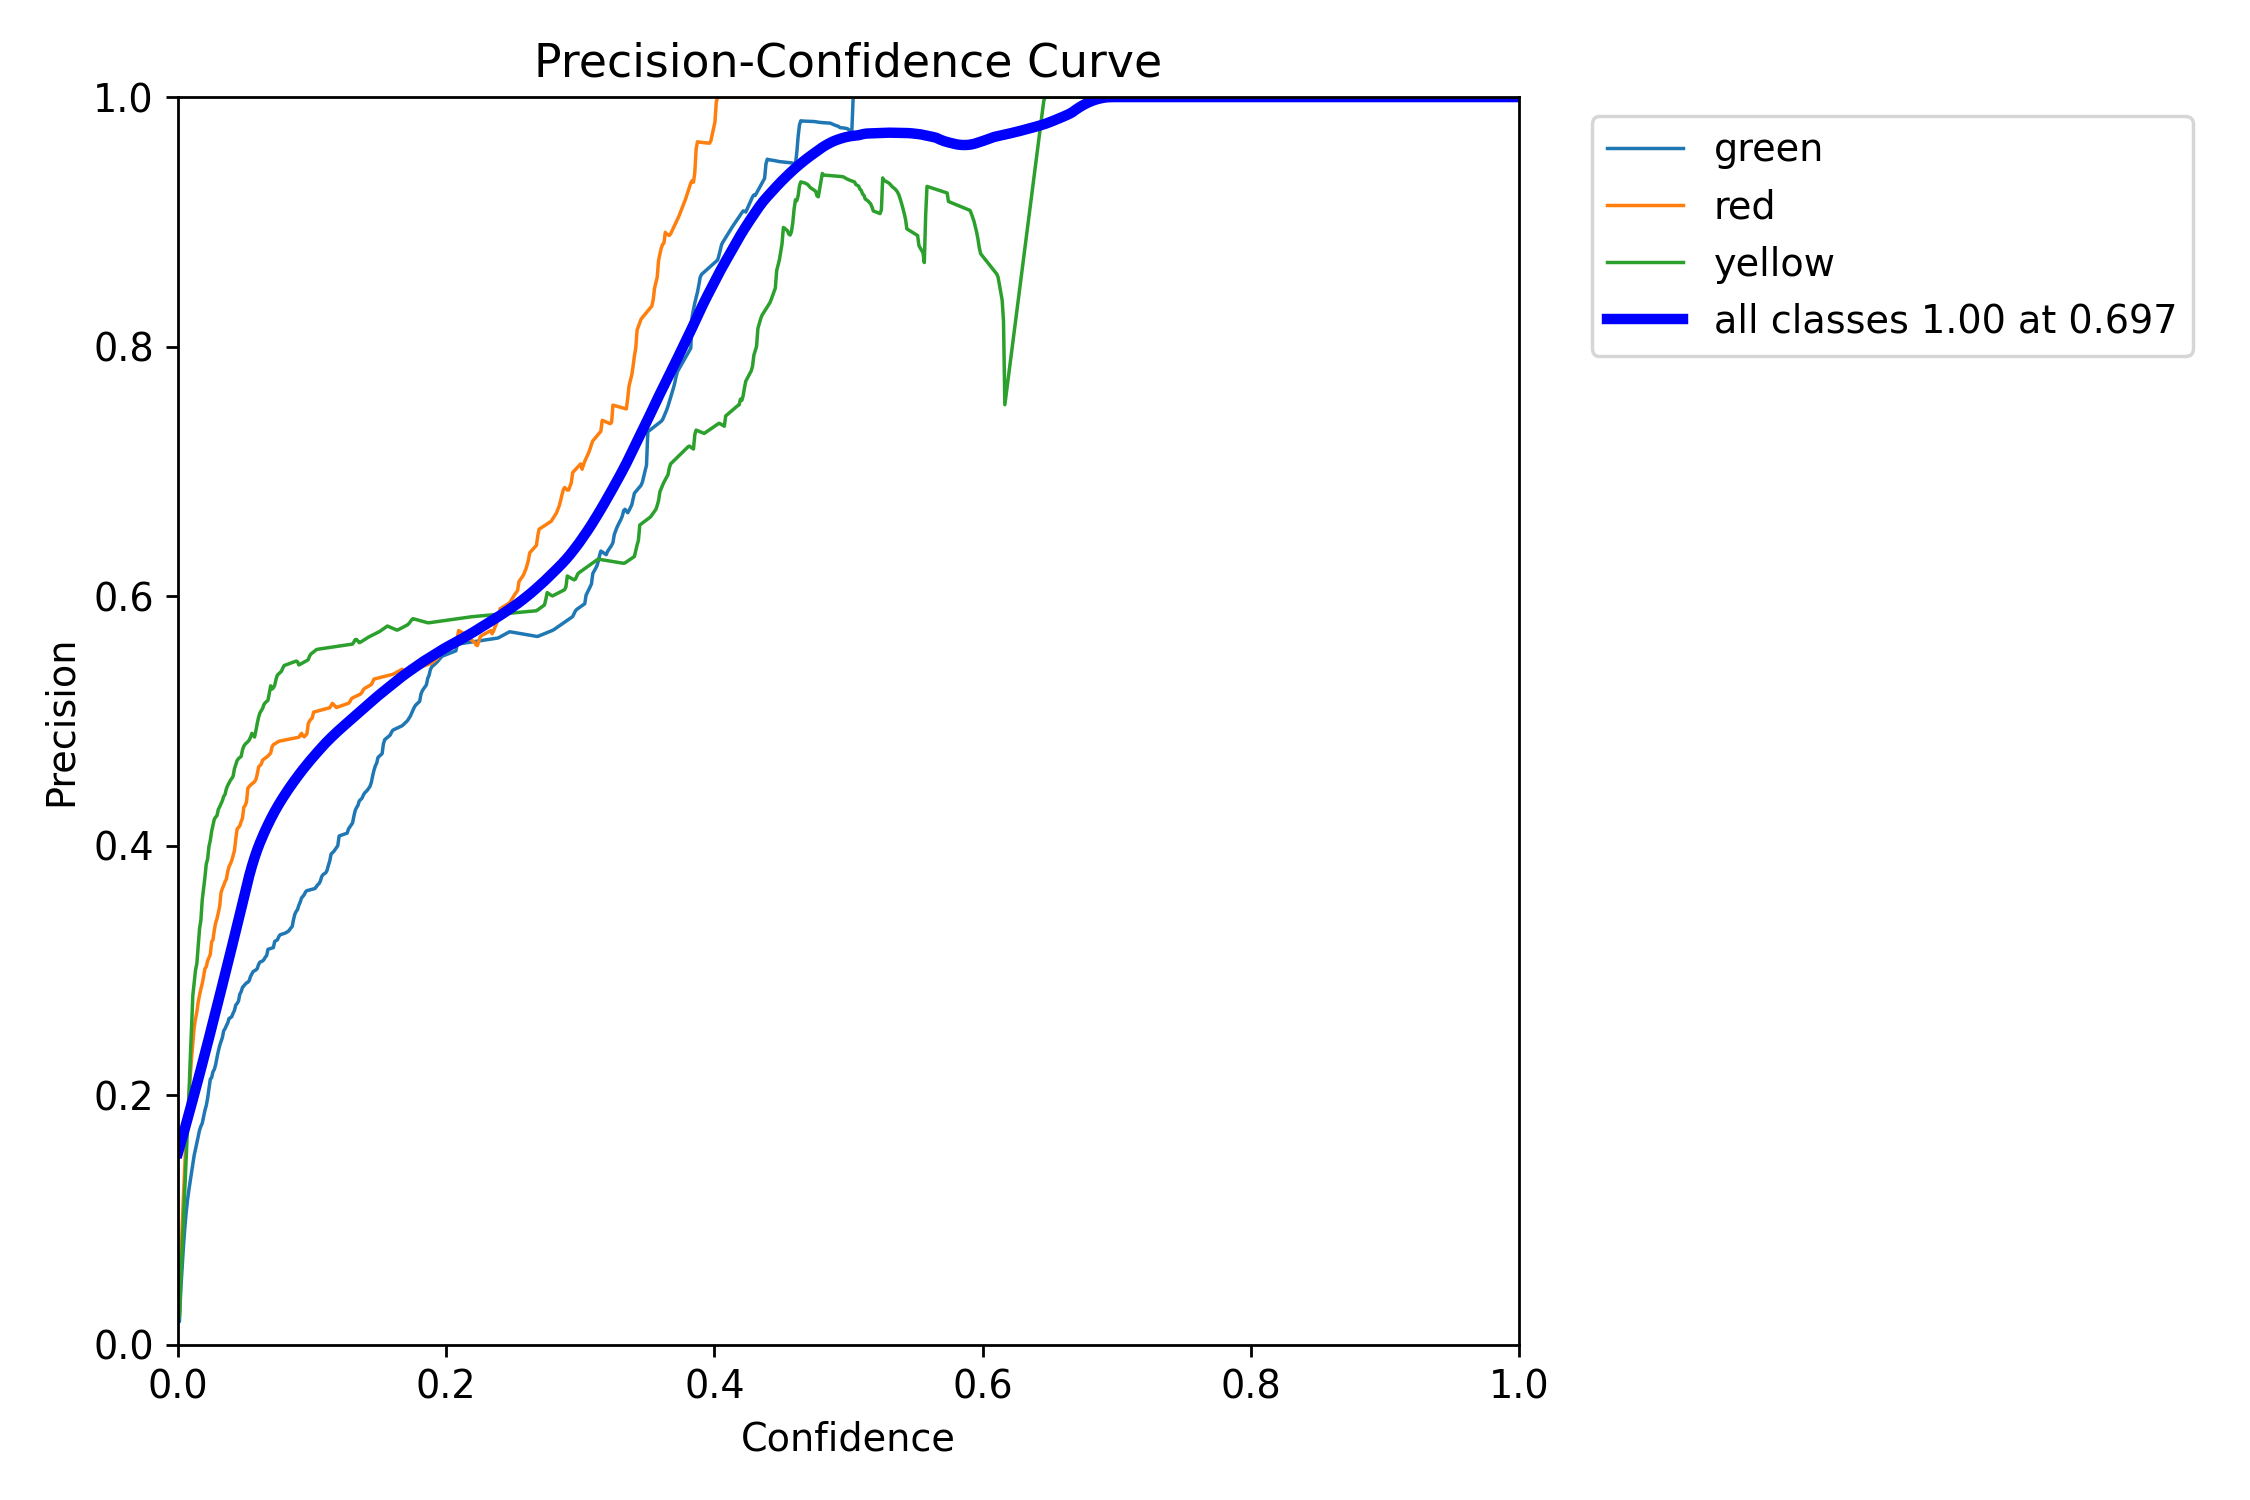 Precision-Confidence Curve
1.0
0.8
0.6
0.4
0.2
0.0
Precision
0.0 0.2 0.4 0.6 0.8 1.0
Confidence
green
red
yellow
all classes 1.00 at 0.697